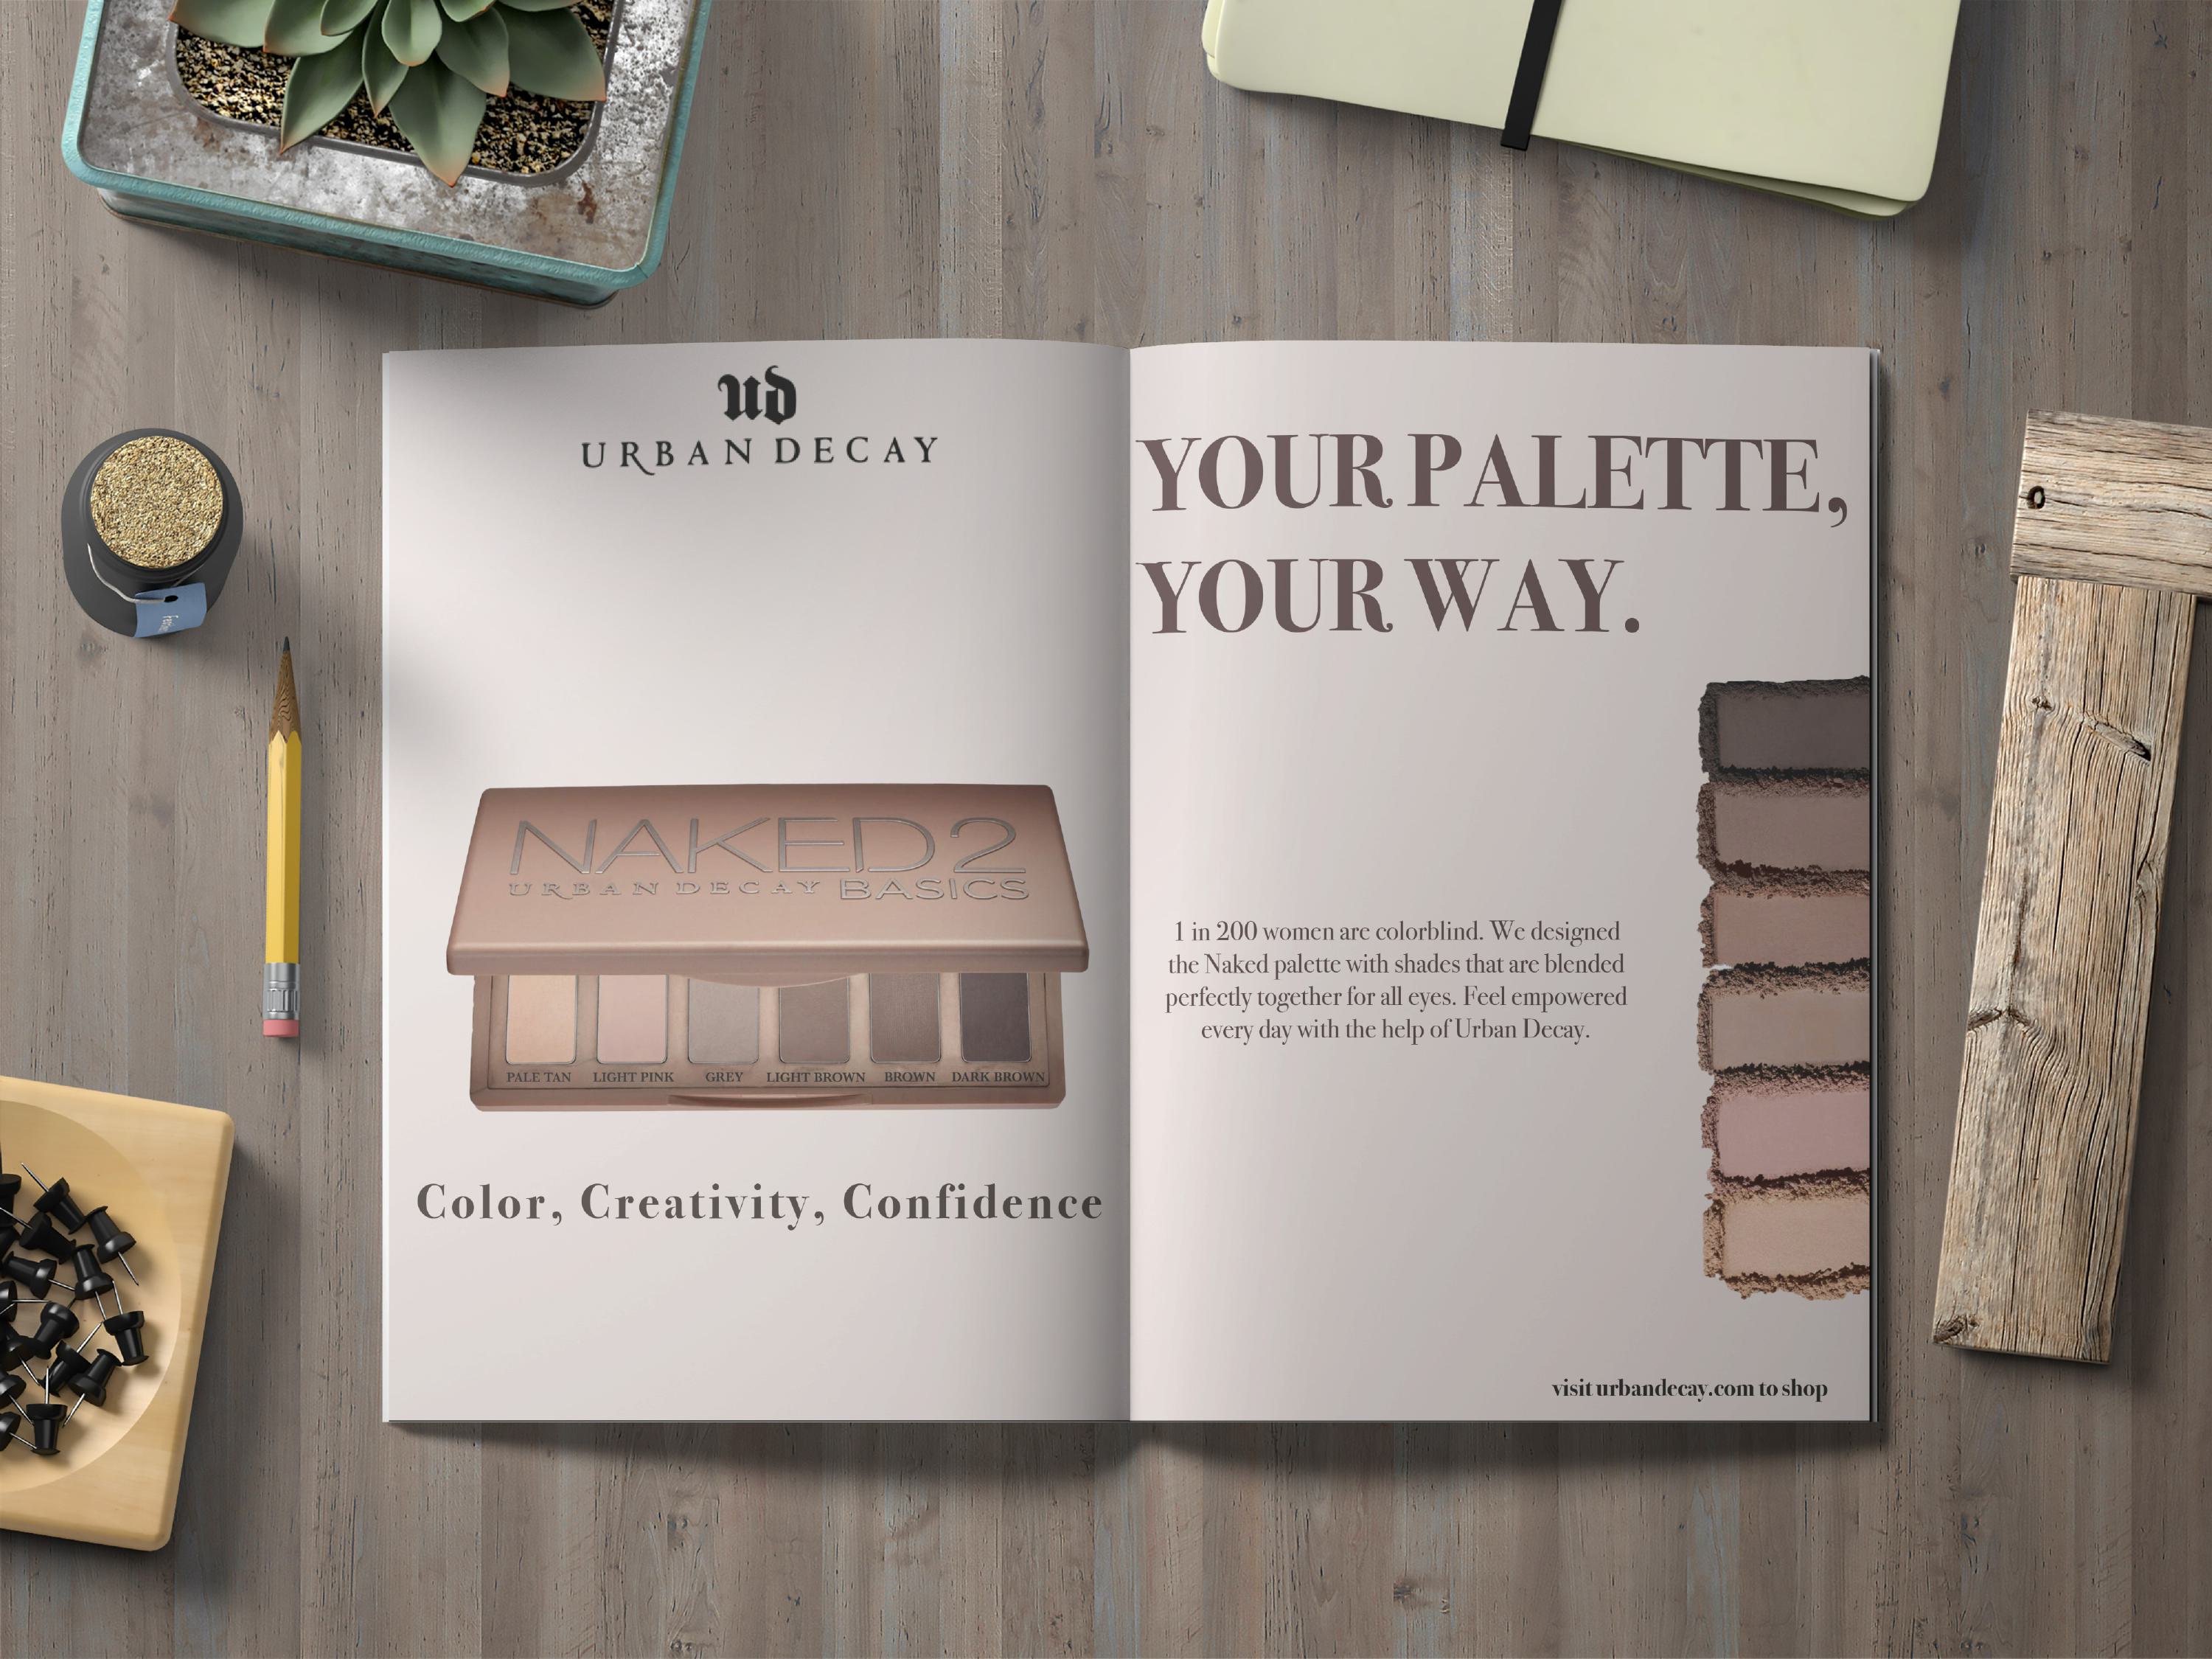 ud
URBAN DECAY
NAKED2
URBAN DECAY BASICS
PALE TAN LIGHT PINK GREY LIGHT BROWN BROWN DARK BROWN
Color, Creativity, Confidence
YOUR PALETTE,
YOUR WAY.
1 in 200 women are colorblind. We designed
the Naked palette with shades that are blended
perfectly together for all eyes. Feel empowered
every day with the help of Urban Decay.
visit urbandecay.com to shop